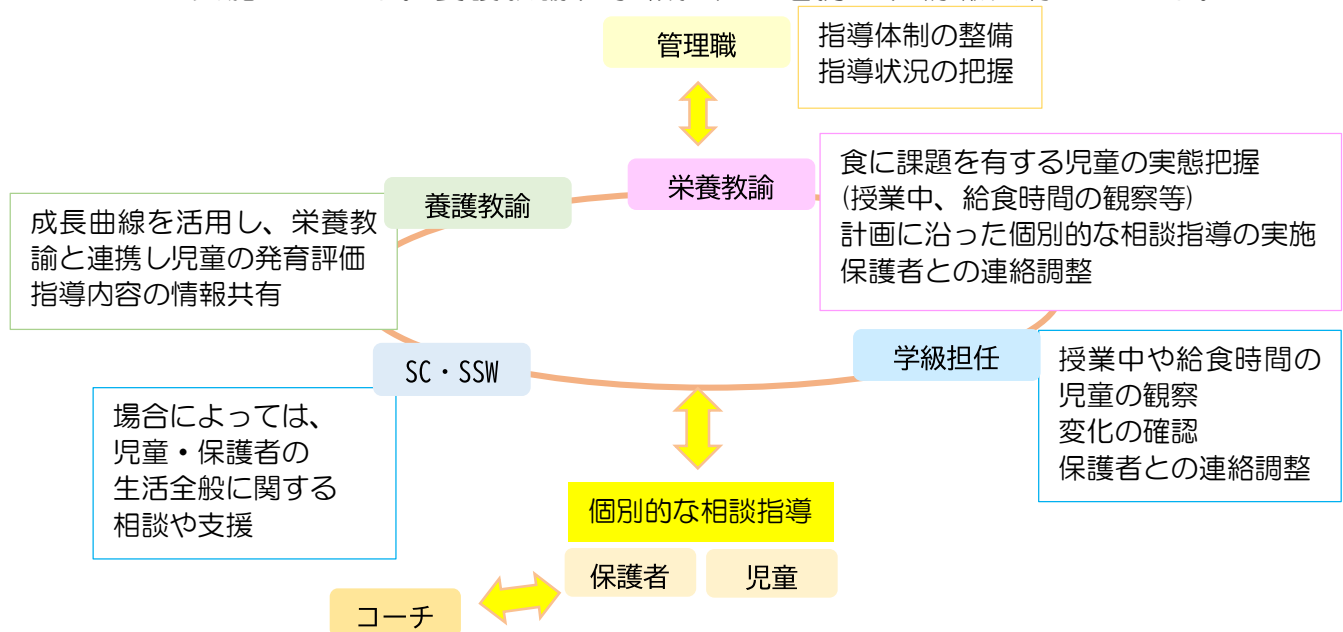 管理職
指導体制の整備
指導状況の把握
栄養教諭
食に課題を有する児童の実態把握
(授業中、給食時間の観察等)
計画に沿った個別的な相談指導の実施
保護者との連絡調整
養護教諭
成長曲線を活用し、栄養教
諭と連携し児童の発育評価
指導内容の情報共有
SC・SSW
場合によっては、
児童・保護者の
生活全般に関する
相談や支援
学級担任
授業中や給食時間の
児童の観察
変化の確認
保護者との連絡調整
個別的な相談指導
保護者
児童
コーチ